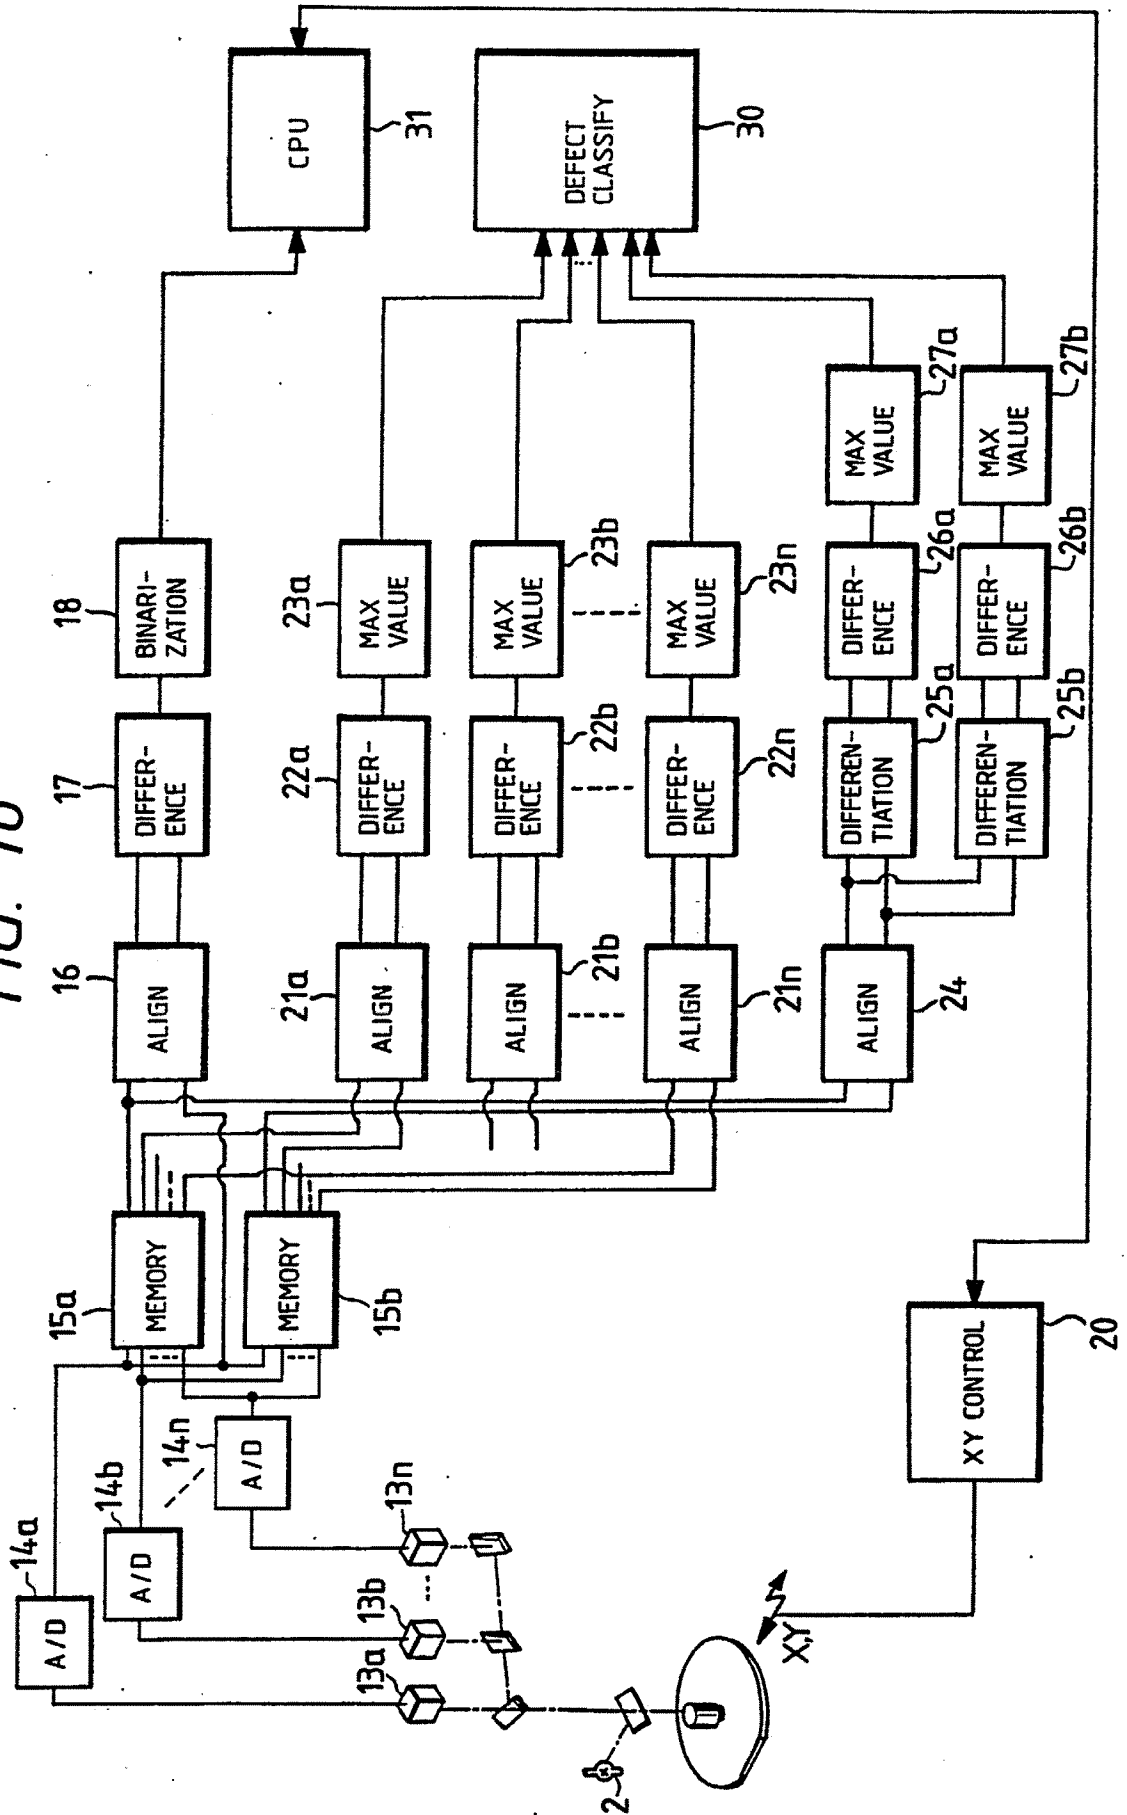 FIG. 10
14a
A/D
14b
A/D
14n
A/D
13a
13b
13n
2
X,Y
XY CONTROL
20
15a
MEMORY
MEMORY
15b
16
ALIGN
17
DIFFER-
ENCE
18
BINARI-
ZATION
CPU
31
21a
ALIGN
22a
DIFFER-
ENCE
23a
MAX
VALUE
ALIGN
21b
DIFFER-
ENCE
22b
MAX
VALUE
23b
ALIGN
21n
DIFFER-
ENCE
22n
MAX
VALUE
23n
DEFECT
CLASSIFY
30
ALIGN
24
DIFFEREN-
TIATION
25a
DIFFER-
ENCE
26a
MAX
VALUE
27a
DIFFEREN-
TIATION
25b
DIFFER-
ENCE
26b
MAX
VALUE
27b